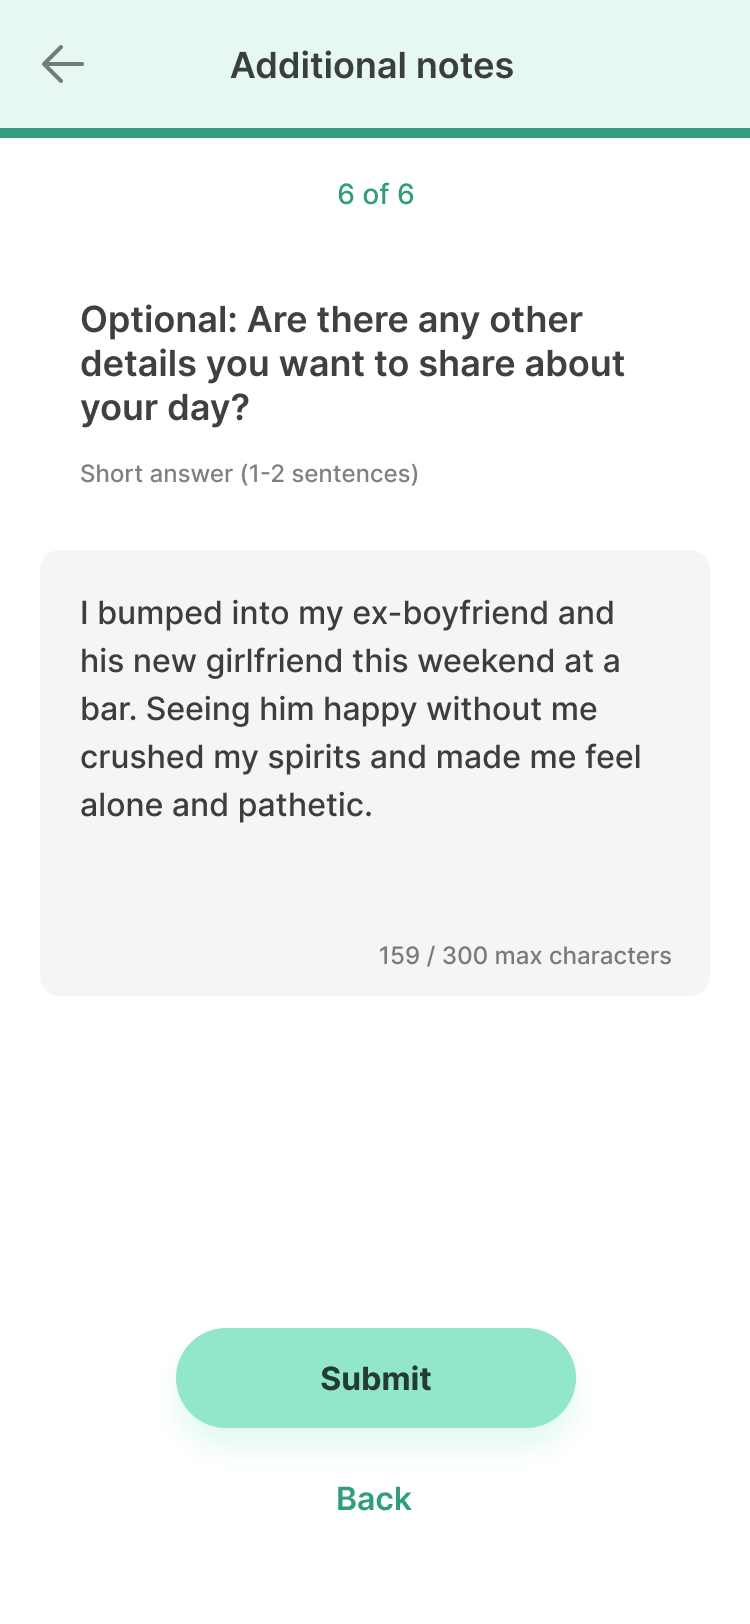 Additional notes
6 of 6
Optional: Are there any other
details you want to share about
your day?
Short answer (1-2 sentences)
I bumped into my ex-boyfriend and
his new girlfriend this weekend at a
bar. Seeing him happy without me
crushed my spirits and made me feel
alone and pathetic.
159 / 300 max characters
Submit
Back